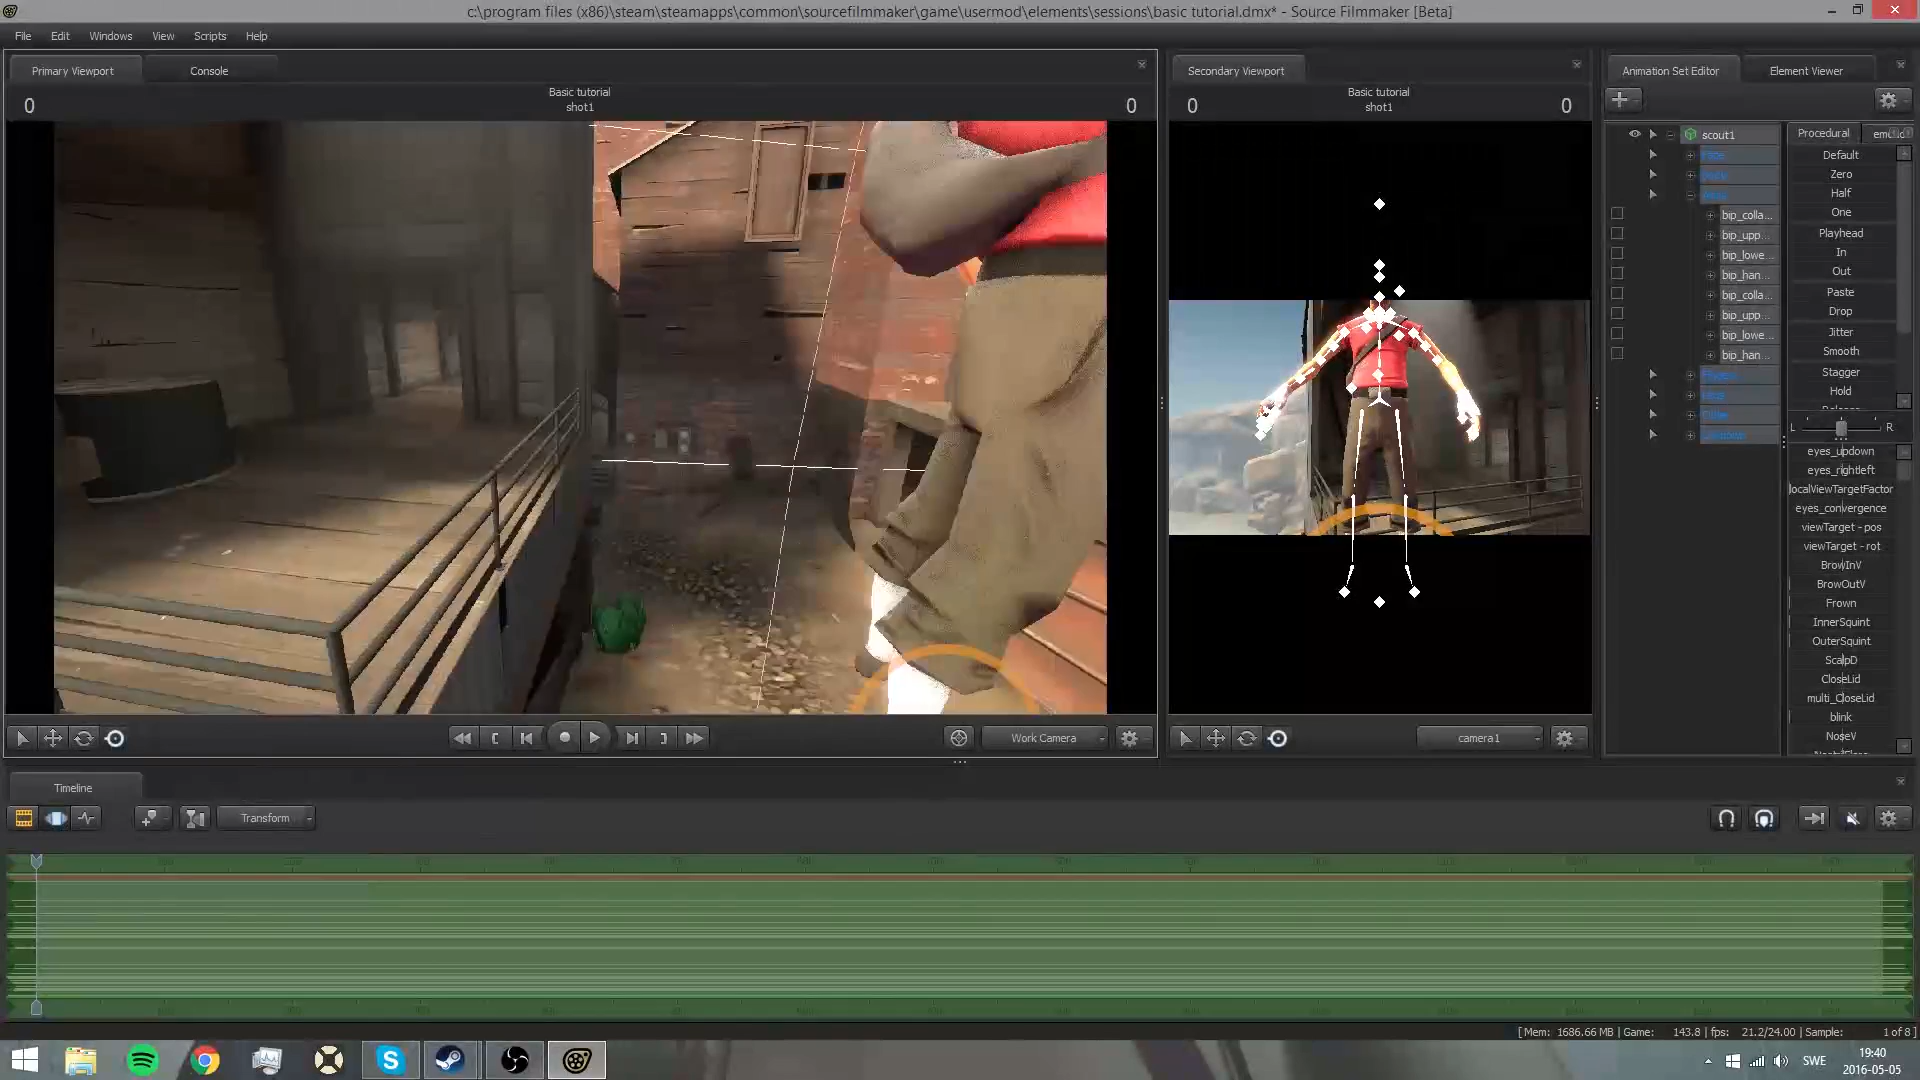 c:\program files (x86)\steam\steamapps\common\sourcefilmmaker\game\usermod\elements\sessions\basic tutorial.dmx* - Source Filmmaker [Beta]
File Edit Windows View Scripts Help
Primary Viewport Console
Basic tutorial
shot1
0
0
Secondary Viewport
Basic tutorial
shot1
0
0
Animation Set Editor Element Viewer
scout1
bip_colla...
bip_upp...
bip_lowe...
bip_han...
bip_colla...
bip_upp...
bip_lowe...
bip_han...
Procedural
Default
Zero
Half
One
Playhead
In
Out
Paste
Drop
Jitter
Smooth
Stagger
Hold
L R
eyes_updown
eyes_rightleft
localViewTargetFactor
eyes_convergence
viewTarget - pos
viewTarget - rot
BrowInV
BrowOutV
Frown
InnerSquint
OuterSquint
ScalpD
CloseLid
multi_CloseLid
blink
NoseV
Work Camera
camera1
Timeline
Transform
[ Mem: 1686.66 MB | Game: 143.8 | fps: 21.2/24.00 | Sample: 1 of 8 ]
SWE
19:40
2016-05-05